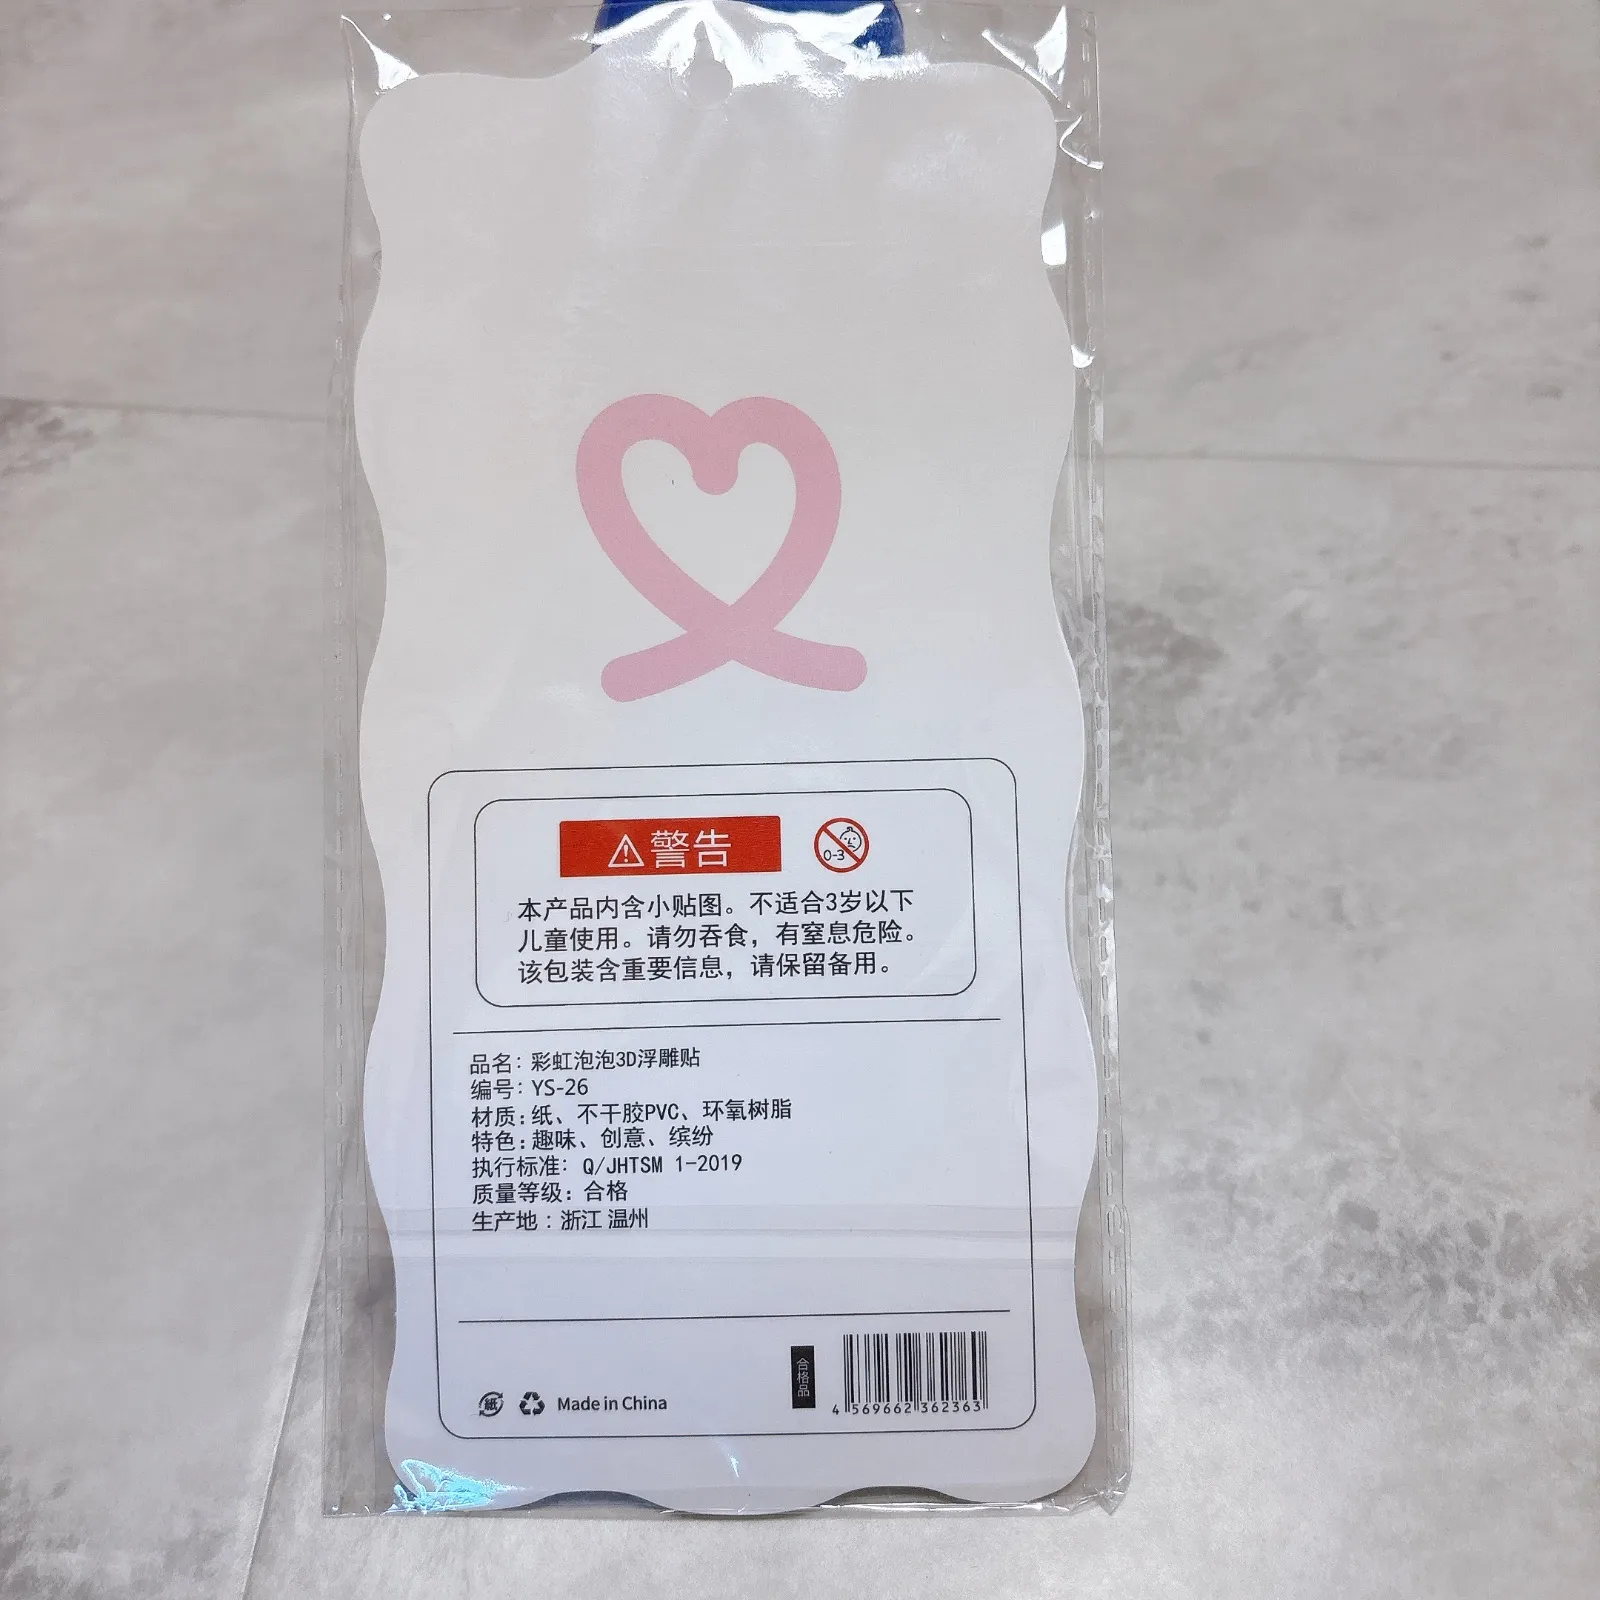 警告
0-3
本产品内含小贴图。不适合3岁以下
儿童使用。请勿吞食，有窒息危险。
该包装含重要信息，请保留备用。
品名：彩虹泡泡3D浮雕贴
编号：YS-26
材质：纸、不干胶PVC、环氧树脂
特色：趣味、创意、缤纷
执行标准：Q/JHTSM 1-2019
质量等级：合格
生产地：浙江 温州
紙
Made in China
合格品
4 569662 362363